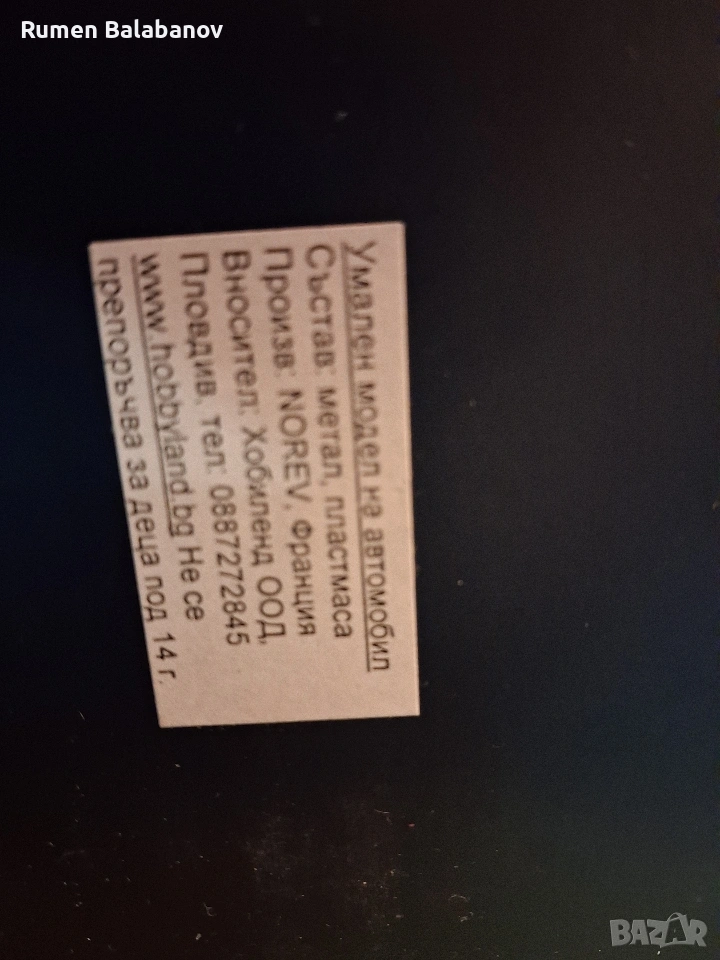 Rumen Balabanov
Умален модел на автомобил
Състав: метал, пластмаса
Произв: NOREV, Франция
Вносител: Хобиленд ООД,
Пловдив, тел: 0887272845
www.hobbyland.bg Не се
препоръчва за деца под 14 г.
BAZAR